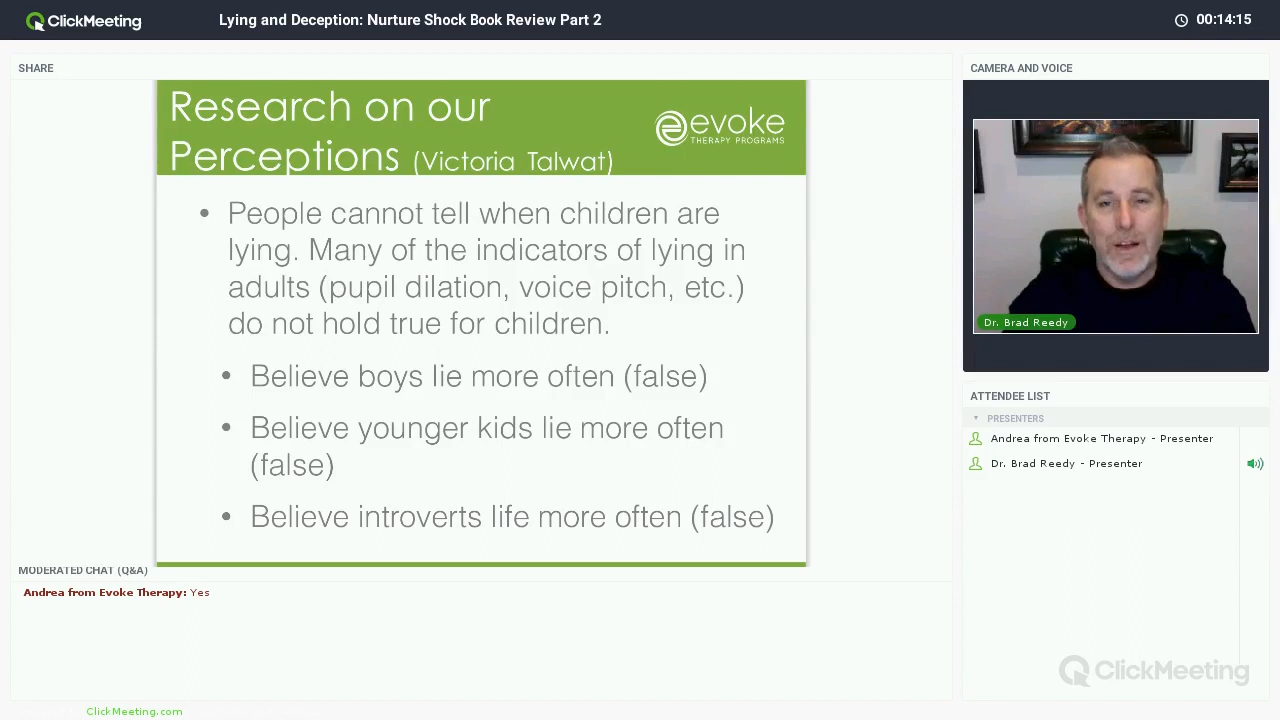 ClickMeeting
Lying and Deception: Nurture Shock Book Review Part 2
00:14:15
SHARE
Research on our
Perceptions (Victoria Talwat)
evoke
THERAPY PROGRAMS
• People cannot tell when children are
lying. Many of the indicators of lying in
adults (pupil dilation, voice pitch, etc.)
do not hold true for children.
• Believe boys lie more often (false)
• Believe younger kids lie more often
(false)
• Believe introverts life more often (false)
MODERATED CHAT (Q&A)
Andrea from Evoke Therapy: Yes
CAMERA AND VOICE
Dr. Brad Reedy
ATTENDEE LIST
PRESENTERS
Andrea from Evoke Therapy - Presenter
Dr. Brad Reedy - Presenter
ClickMeeting
ClickMeeting.com